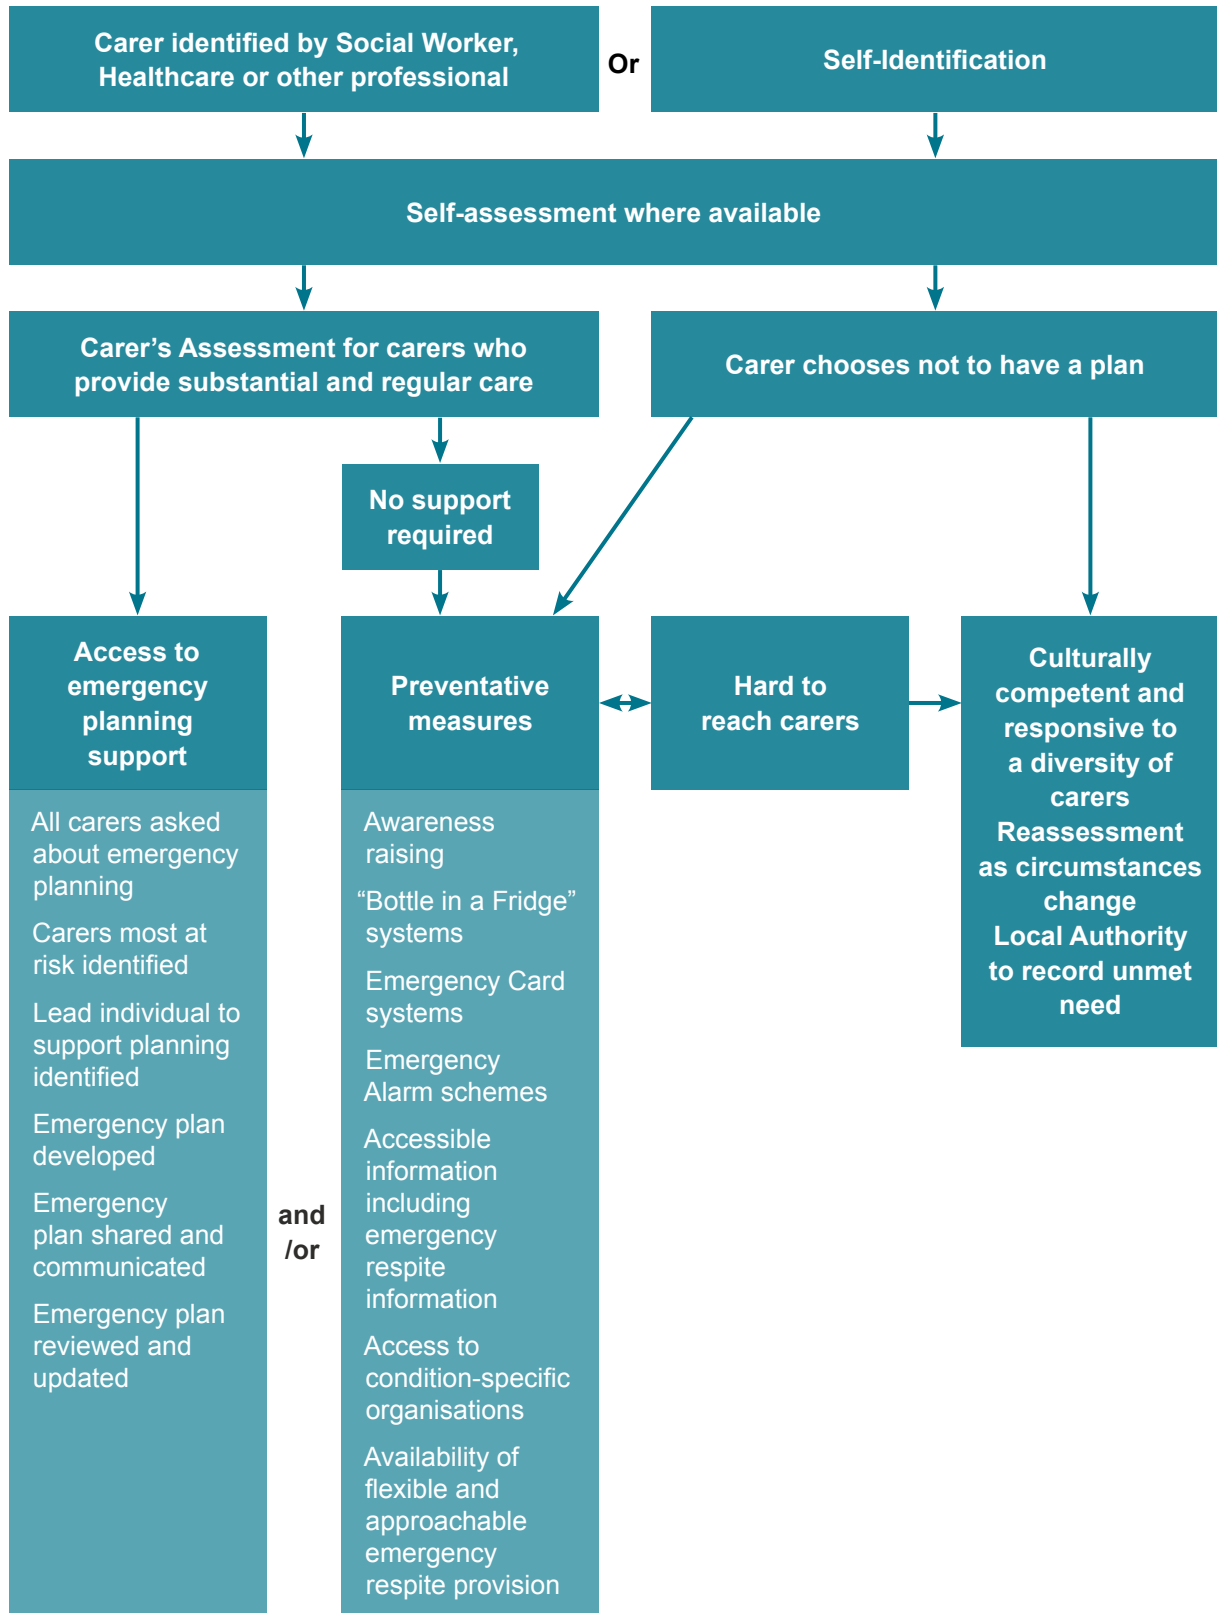 Carer identified by Social Worker,
Healthcare or other professional
Or
Self-Identification
Self-assessment where available
Carer’s Assessment for carers who
provide substantial and regular care
Carer chooses not to have a plan
No support
required
Access to
emergency
planning
support
All carers asked
about emergency
planning
Carers most at
risk identified
Lead individual to
support planning
identified
Emergency plan
developed
Emergency
plan shared and
communicated
Emergency plan
reviewed and
updated
and
/or
Preventative
measures
Awareness
raising
“Bottle in a Fridge”
systems
Emergency Card
systems
Emergency
Alarm schemes
Accessible
information
including
emergency
respite
information
Access to
condition-specific
organisations
Availability of
flexible and
approachable
emergency
respite provision
Hard to
reach carers
Culturally
competent and
responsive to
a diversity of
carers
Reassessment
as circumstances
change
Local Authority
to record unmet
need